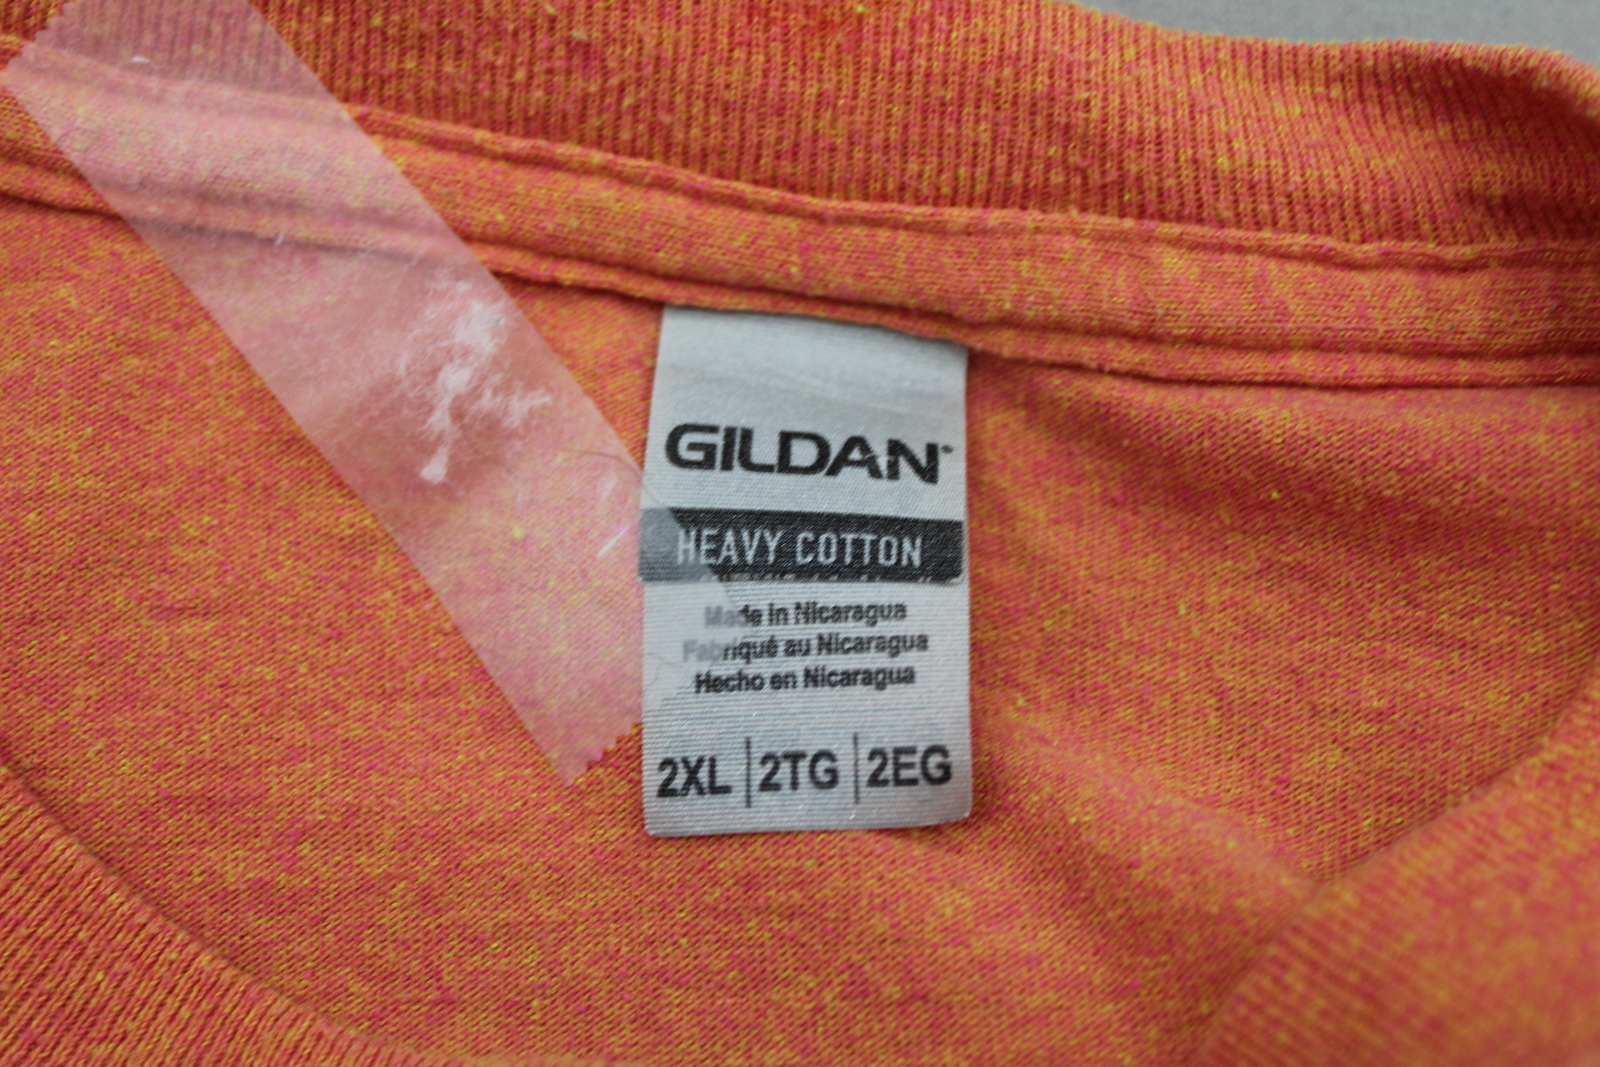 GILDAN
HEAVY COTTON
Made in Nicaragua
Fabriqué au Nicaragua
Hecho en Nicaragua
2XL | 2TG | 2EG